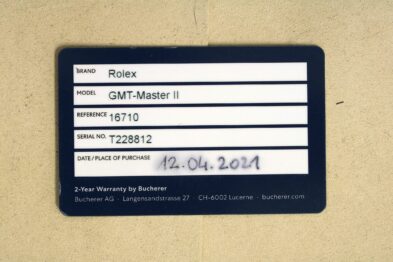 BRAND Rolex
MODEL GMT-Master II
REFERENCE 16710
SERIAL NO. T228812
DATE / PLACE OF PURCHASE 12.04.2021
2-Year Warranty by Bucherer
Bucherer AG · Langensandstrasse 27 · CH-6002 Lucerne · bucherer.com